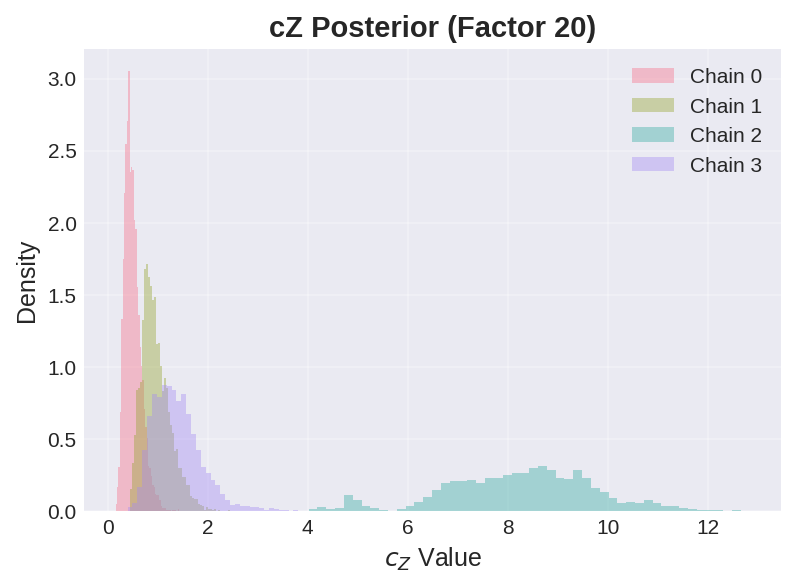 cZ Posterior (Factor 20)
Chain 0
Chain 1
Chain 2
Chain 3
Density
3.0
2.5
2.0
1.5
1.0
0.5
0.0
0 2 4 6 8 10 12
c_Z Value